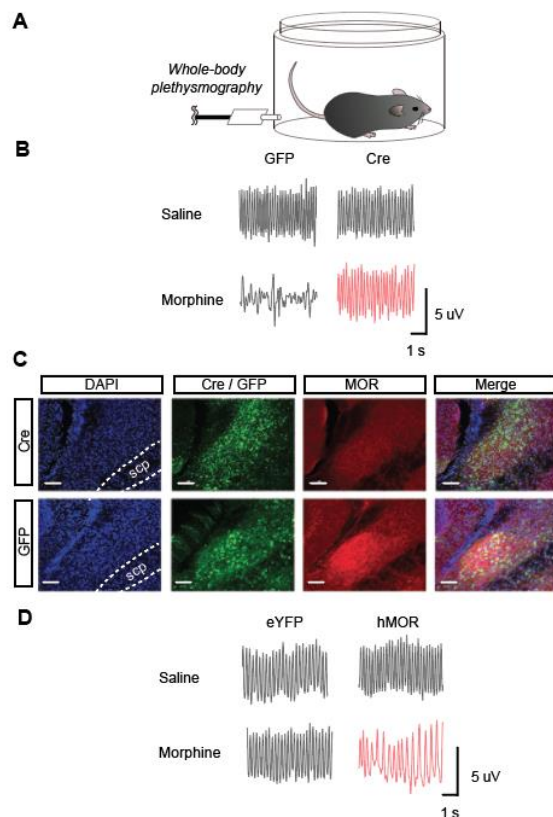 A
Whole-body
plethysmography
B
GFP Cre
Saline
Morphine
5 uV
1 s
C
DAPI Cre / GFP MOR Merge
Cre
scp
GFP
scp
D
eYFP hMOR
Saline
Morphine
5 uV
1 s